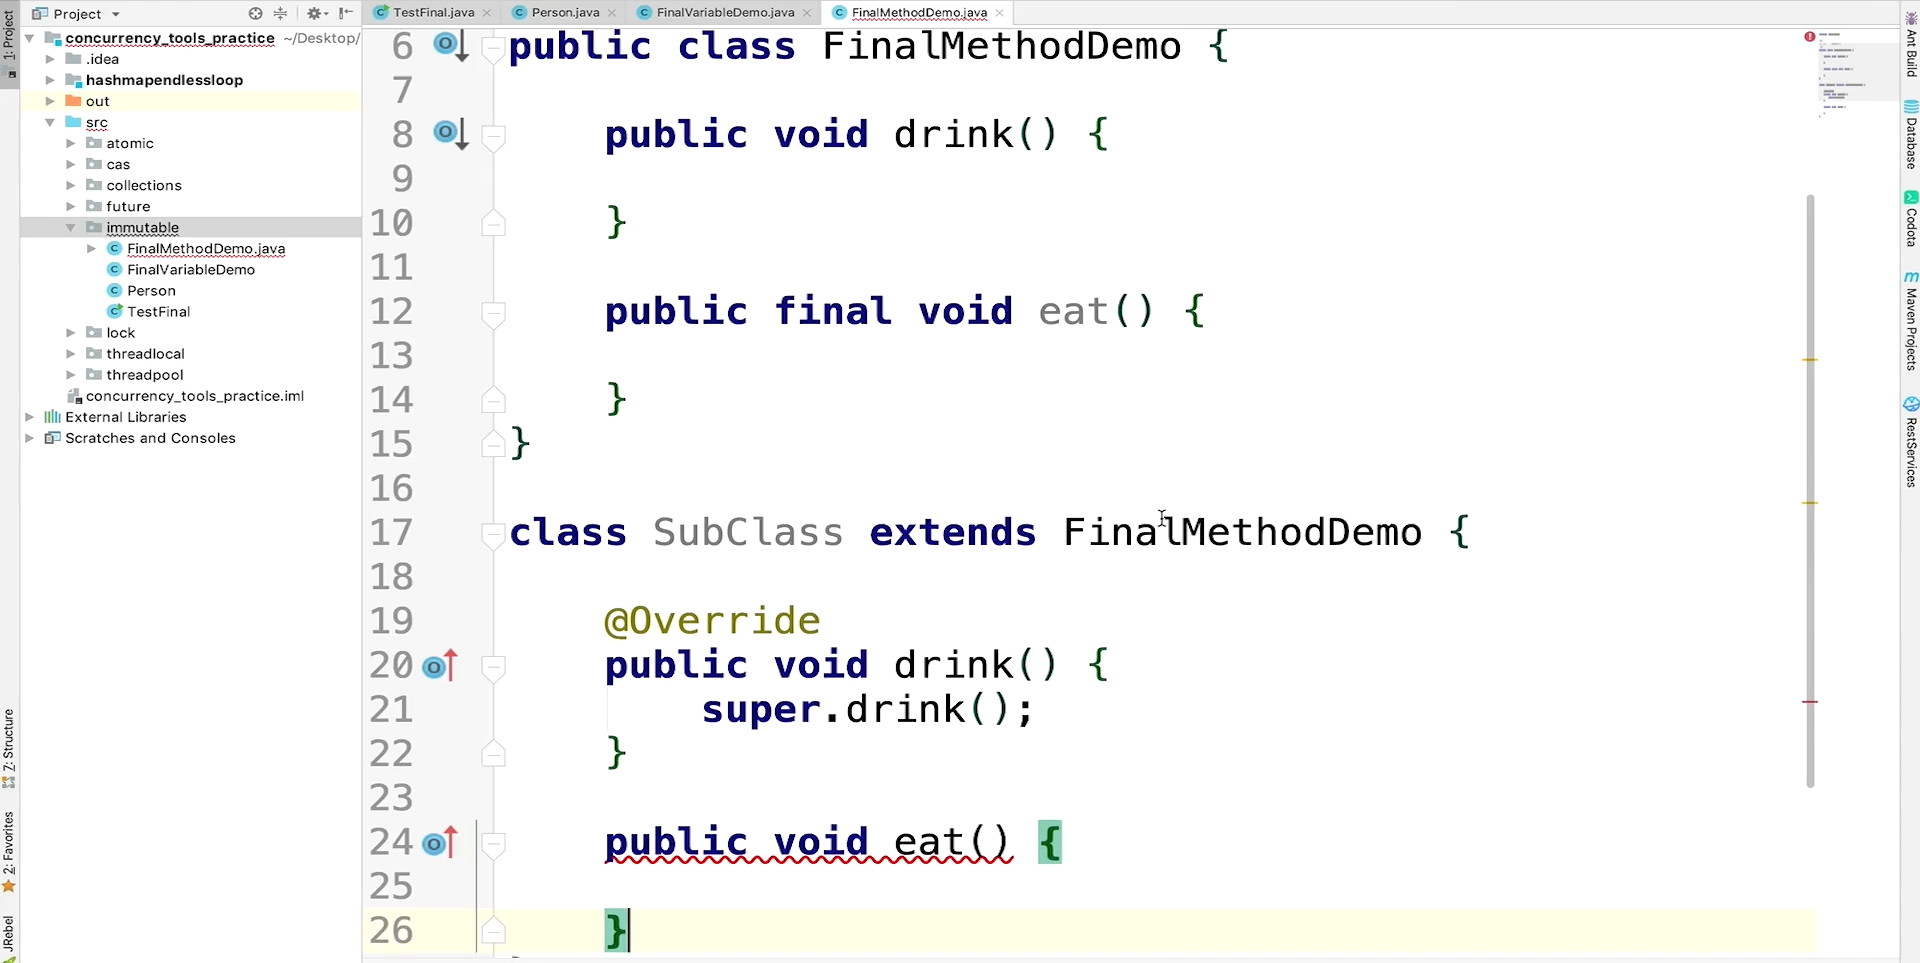 Project
TestFinal.java
Person.java
FinalVariableDemo.java
FinalMethodDemo.java
concurrency_tools_practice ~/Desktop/
.idea
hashmapendlessloop
out
src
atomic
cas
collections
future
immutable
FinalMethodDemo.java
FinalVariableDemo
Person
TestFinal
lock
threadlocal
threadpool
concurrency_tools_practice.iml
External Libraries
Scratches and Consoles
1: Project
7: Structure
2: Favorites
JRebel
6 public class FinalMethodDemo {
7
8 public void drink() {
9
10 }
11
12 public final void eat() {
13
14 }
15 }
16
17 class SubClass extends FinalMethodDemo {
18
19 @Override
20 public void drink() {
21 super.drink();
22 }
23
24 public void eat() {
25
26 }
Ant Build
Database
Codota
Maven Projects
RestServices